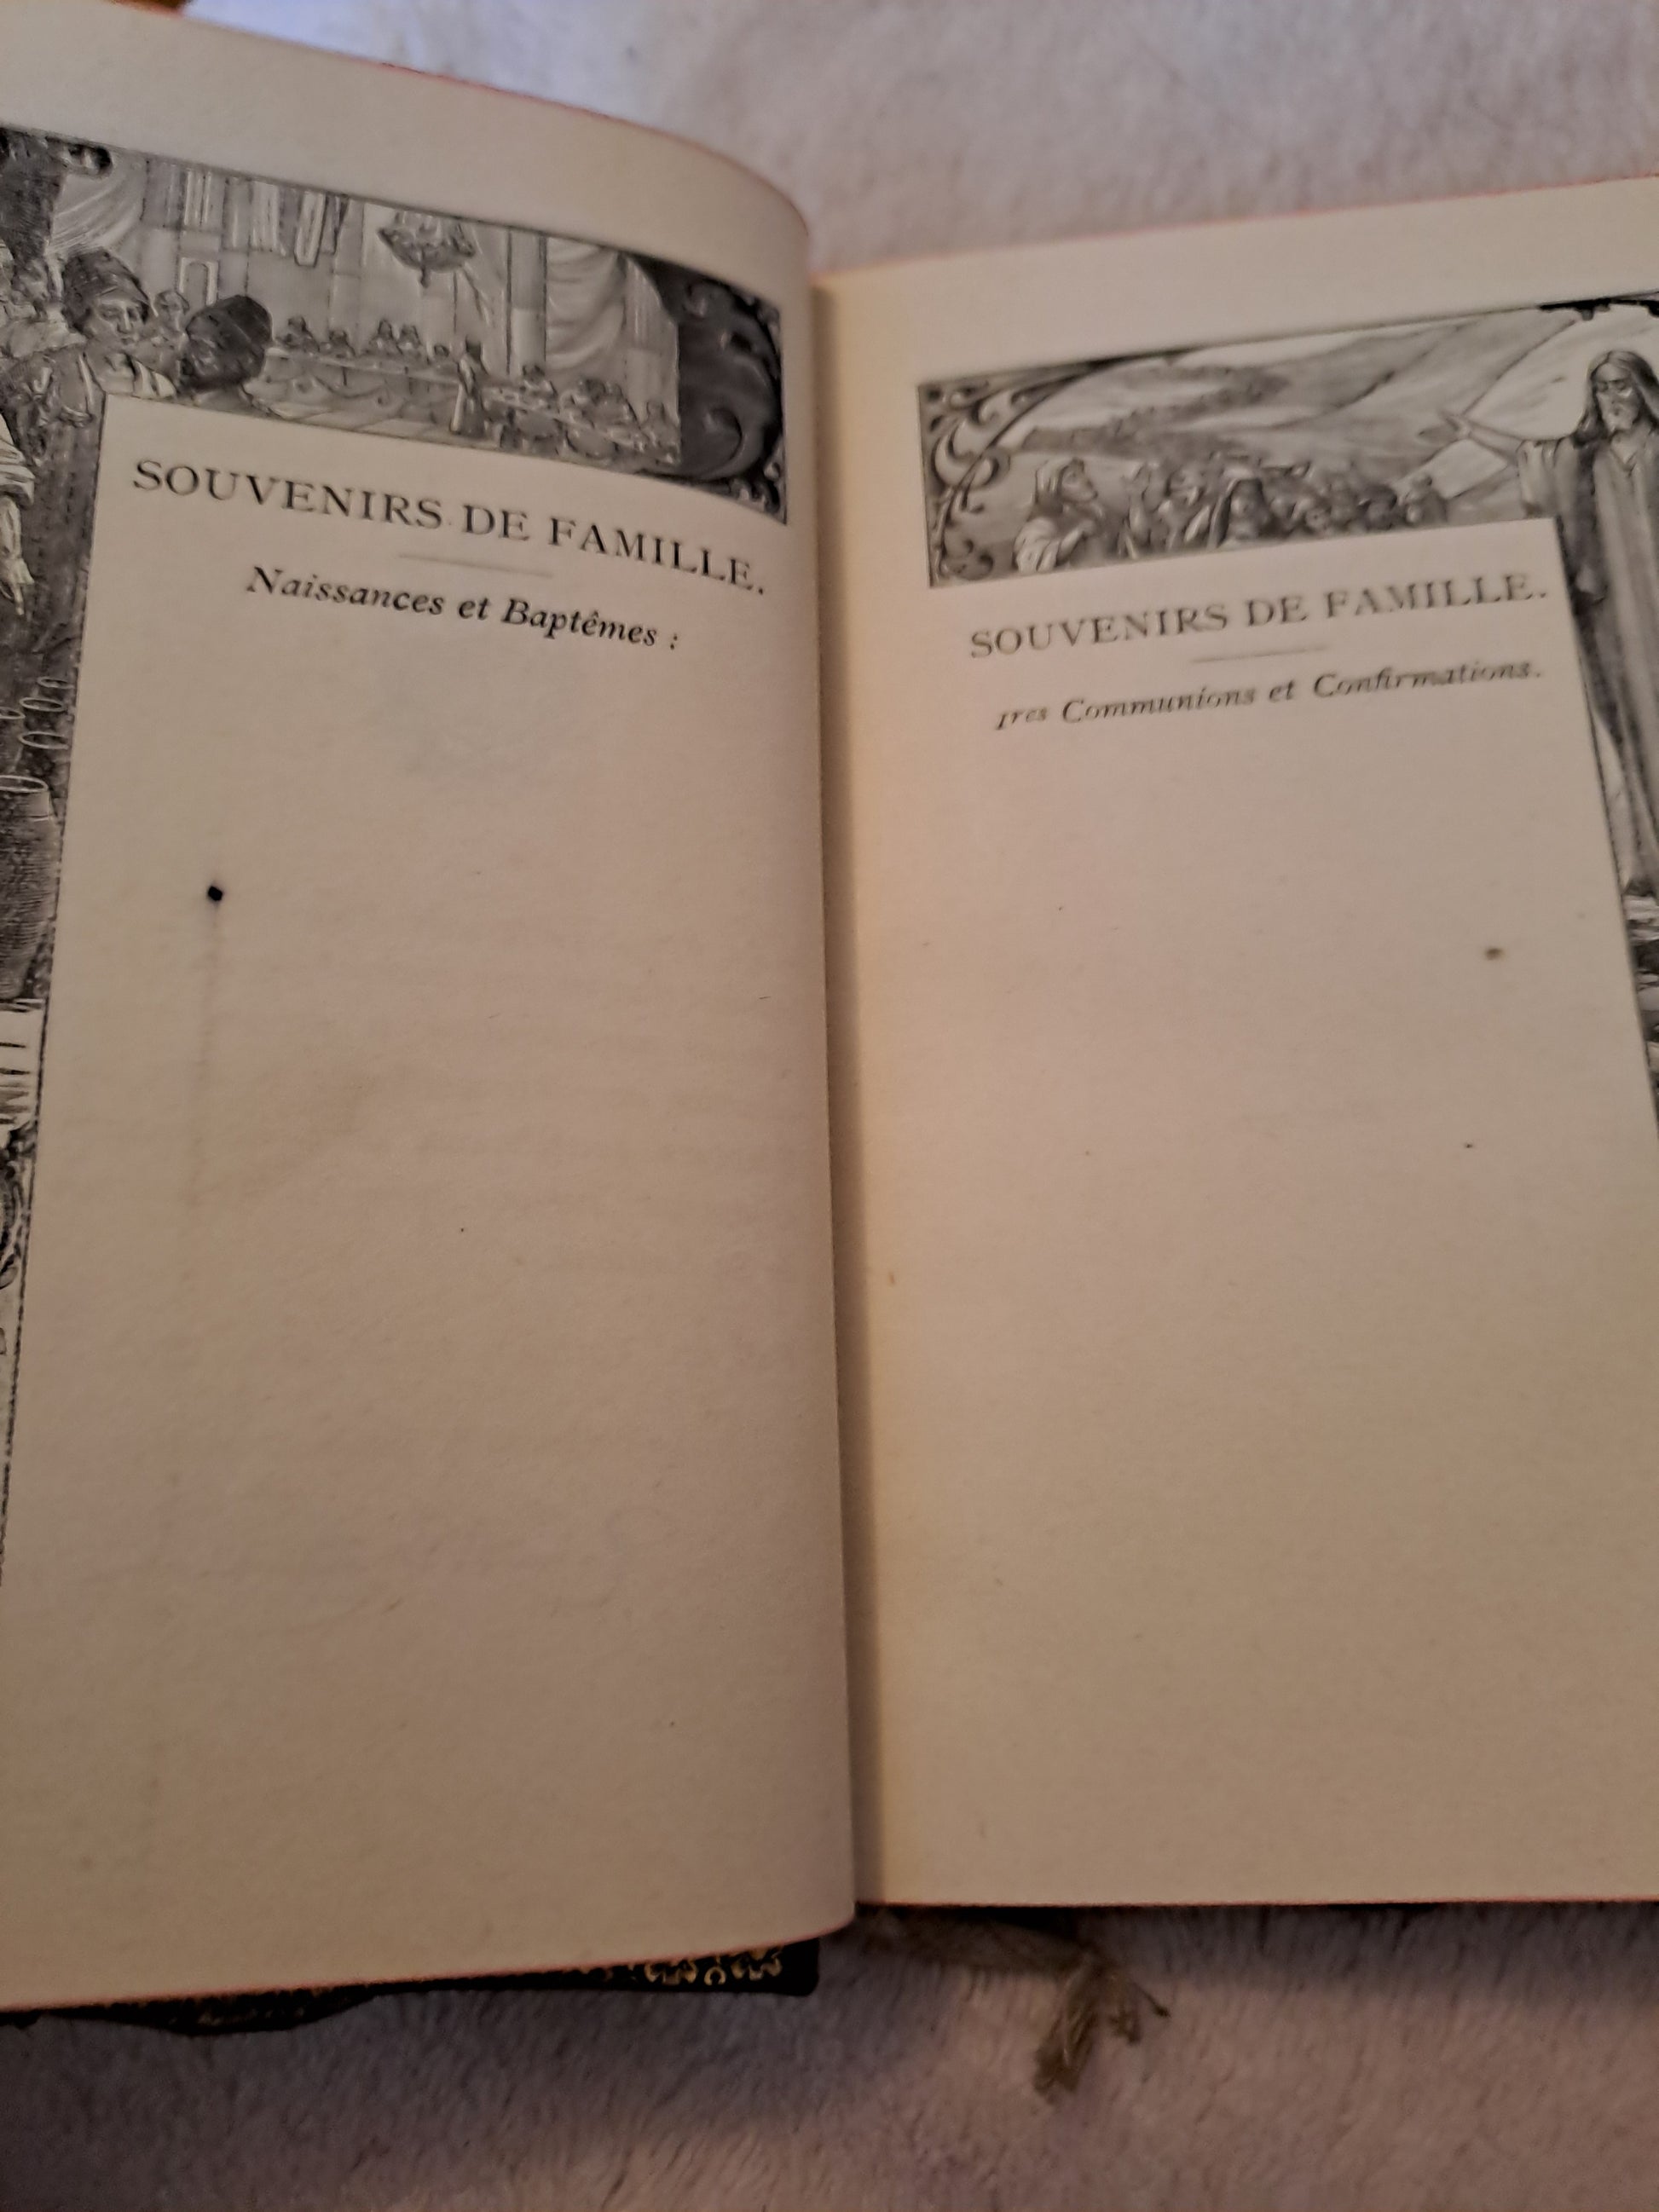 SOUVENIRS DE FAMILLE.
Naissances et Baptêmes :
SOUVENIRS DE FAMILLE.
1res Communions et Confirmations.